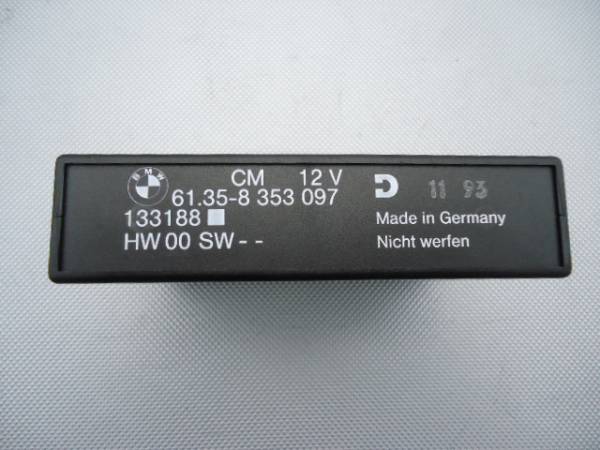 BMW
CM 12 V
61.35-8 353 097
133188
HW 00 SW - -
D 11 93
Made in Germany
Nicht werfen